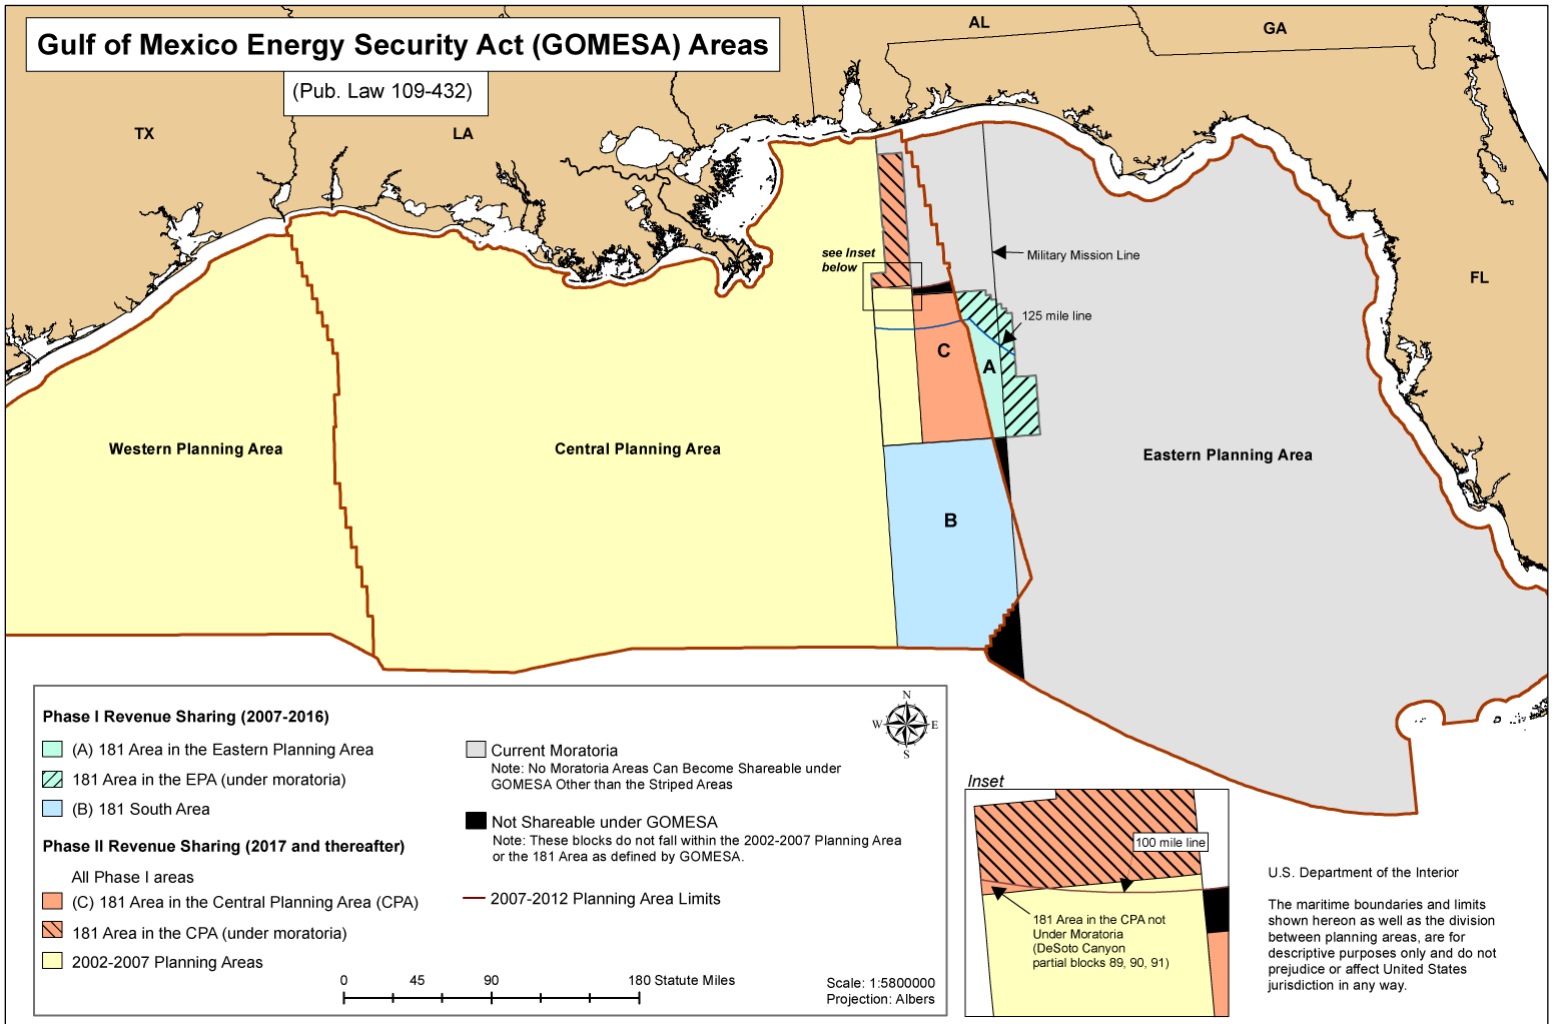 Gulf of Mexico Energy Security Act (GOMESA) Areas
(Pub. Law 109-432)
TX
LA
AL
GA
FL
see Inset
below
Military Mission Line
125 mile line
C
A
B
Western Planning Area
Central Planning Area
Eastern Planning Area
Phase I Revenue Sharing (2007-2016)
(A) 181 Area in the Eastern Planning Area
181 Area in the EPA (under moratoria)
(B) 181 South Area
Phase II Revenue Sharing (2017 and thereafter)
All Phase I areas
(C) 181 Area in the Central Planning Area (CPA)
181 Area in the CPA (under moratoria)
2002-2007 Planning Areas
Current Moratoria
Note: No Moratoria Areas Can Become Shareable under
GOMESA Other than the Striped Areas
Not Shareable under GOMESA
Note: These blocks do not fall within the 2002-2007 Planning Area
or the 181 Area as defined by GOMESA.
2007-2012 Planning Area Limits
N
W
E
S
0 45 90 180 Statute Miles
Scale: 1:5800000
Projection: Albers
Inset
100 mile line
181 Area in the CPA not
Under Moratoria
(DeSoto Canyon
partial blocks 89, 90, 91)
U.S. Department of the Interior
The maritime boundaries and limits
shown hereon as well as the division
between planning areas, are for
descriptive purposes only and do not
prejudice or affect United States
jurisdiction in any way.